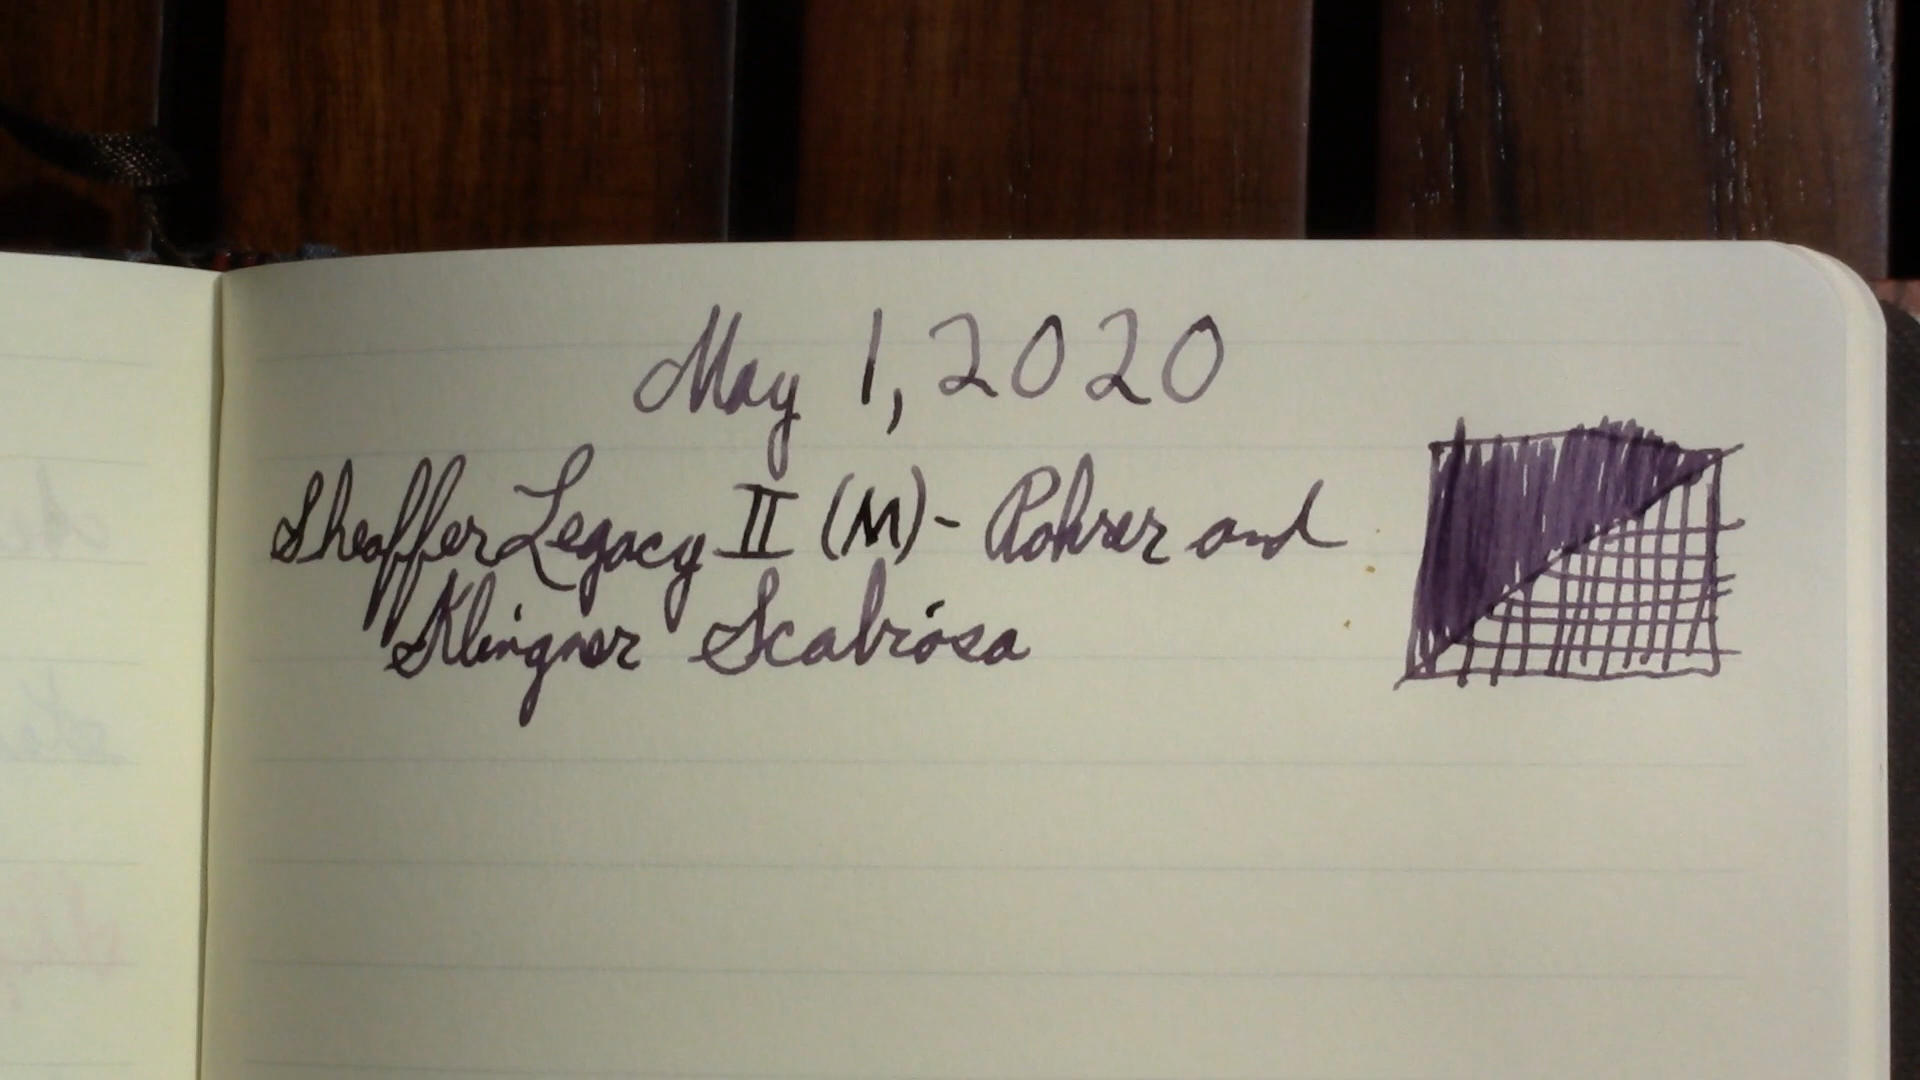 May 1, 2020
Sheaffer Legacy II (M) - Rohrer and
Klingner Scabiosa